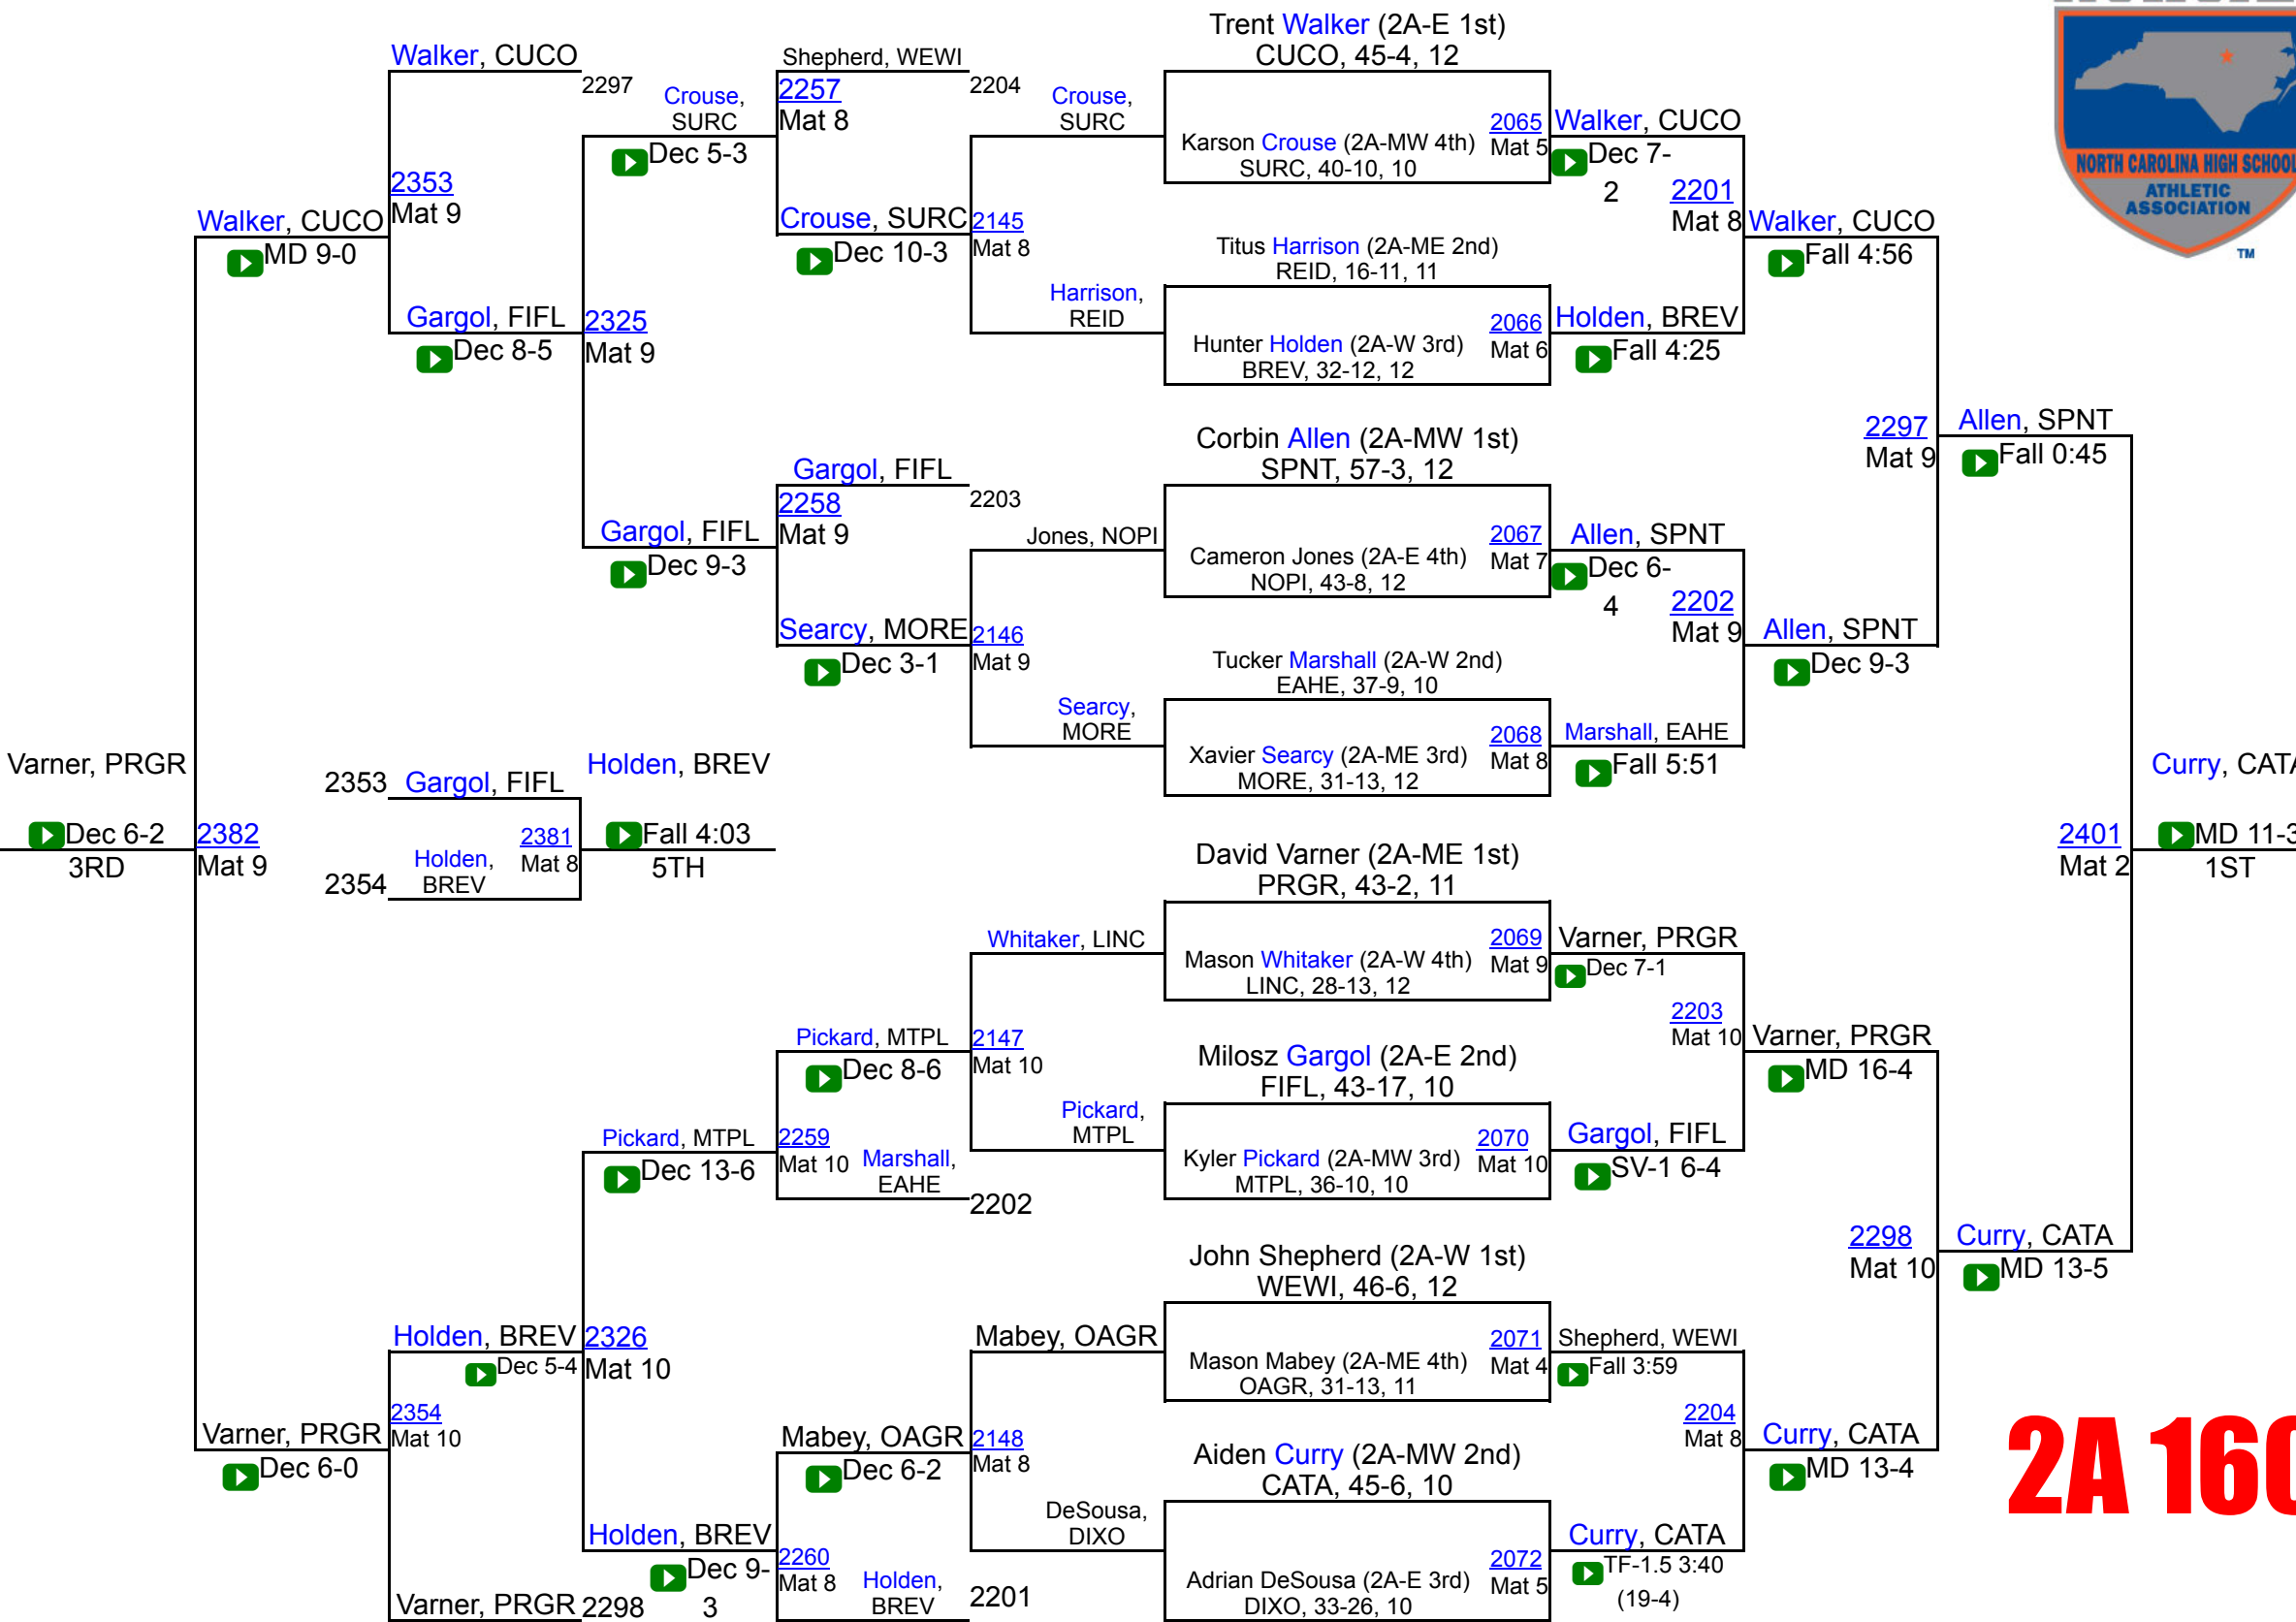 Trent Walker (2A-E 1st)
CUCO, 45-4, 12
Karson Crouse (2A-MW 4th)
SURC, 40-10, 10
2065
Mat 5
Titus Harrison (2A-ME 2nd)
REID, 16-11, 11
Hunter Holden (2A-W 3rd)
BREV, 32-12, 12
2066
Mat 6
Corbin Allen (2A-MW 1st)
SPNT, 57-3, 12
Cameron Jones (2A-E 4th)
NOPI, 43-8, 12
2067
Mat 7
Tucker Marshall (2A-W 2nd)
EAHE, 37-9, 10
Xavier Searcy (2A-ME 3rd)
MORE, 31-13, 12
2068
Mat 8
David Varner (2A-ME 1st)
PRGR, 43-2, 11
Mason Whitaker (2A-W 4th)
LINC, 28-13, 12
2069
Mat 9
Milosz Gargol (2A-E 2nd)
FIFL, 43-17, 10
Kyler Pickard (2A-MW 3rd)
MTPL, 36-10, 10
2070
Mat 10
John Shepherd (2A-W 1st)
WEWI, 46-6, 12
Mason Mabey (2A-ME 4th)
OAGR, 31-13, 11
2071
Mat 4
Aiden Curry (2A-MW 2nd)
CATA, 45-6, 10
Adrian DeSousa (2A-E 3rd)
DIXO, 33-26, 10
2072
Mat 5
Walker, CUCO
Dec 7-
2
2201
Mat 8
Holden, BREV
Fall 4:25
Allen, SPNT
Dec 6-
4
2202
Mat 9
Marshall, EAHE
Fall 5:51
Varner, PRGR
Dec 7-1
2203
Mat 10
Gargol, FIFL
SV-1 6-4
Shepherd, WEWI
Fall 3:59
2204
Mat 8
Curry, CATA
TF-1.5 3:40
(19-4)
Walker, CUCO
Fall 4:56
2297
Mat 9
Allen, SPNT
Dec 9-3
Varner, PRGR
MD 16-4
2298
Mat 10
Curry, CATA
MD 13-4
Allen, SPNT
Fall 0:45
2401
Mat 2
Curry, CATA
MD 13-5
Curry, CATA
MD 11-3
1ST
Crouse,
SURC
2145
Mat 8
Harrison,
REID
Jones, NOPI
2146
Mat 9
Searcy,
MORE
Whitaker, LINC
2147
Mat 10
Pickard,
MTPL
Mabey, OAGR
2148
Mat 8
DeSousa,
DIXO
Shepherd, WEWI
2204
2257
Mat 8
Crouse, SURC
Dec 10-3
Gargol, FIFL
2203
2258
Mat 9
Searcy, MORE
Dec 3-1
Pickard, MTPL
Dec 8-6
2259
Mat 10
Marshall,
EAHE
2202
Mabey, OAGR
Dec 6-2
2260
Mat 8
Holden,
BREV
2201
Crouse,
SURC
Dec 5-3
2325
Mat 9
Gargol, FIFL
Dec 9-3
Pickard, MTPL
Dec 13-6
2326
Mat 10
Holden, BREV
Dec 9-
3
Walker, CUCO
2297
2353
Mat 9
Gargol, FIFL
Dec 8-5
Holden, BREV
Dec 5-4
2354
Mat 10
Varner, PRGR
2298
Walker, CUCO
MD 9-0
2382
Mat 9
Varner, PRGR
Dec 6-0
Varner, PRGR
Dec 6-2
3RD
2353
Gargol, FIFL
2381
Mat 8
2354
Holden,
BREV
Holden, BREV
Fall 4:03
5TH
NORTH CAROLINA HIGH SCHOOL
ATHLETIC
ASSOCIATION
TM
2A 160